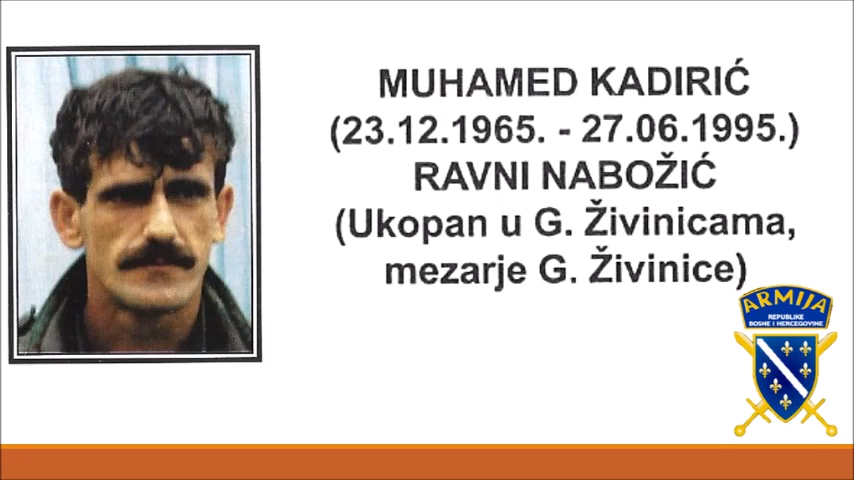 MUHAMED KADIRIĆ
(23.12.1965. - 27.06.1995.)
RAVNI NABOŽIĆ
(Ukopan u G. Živinicama,
mezarje G. Živinice)
ARMIJA
REPUBLIKE
BOSNE I HERCEGOVINE